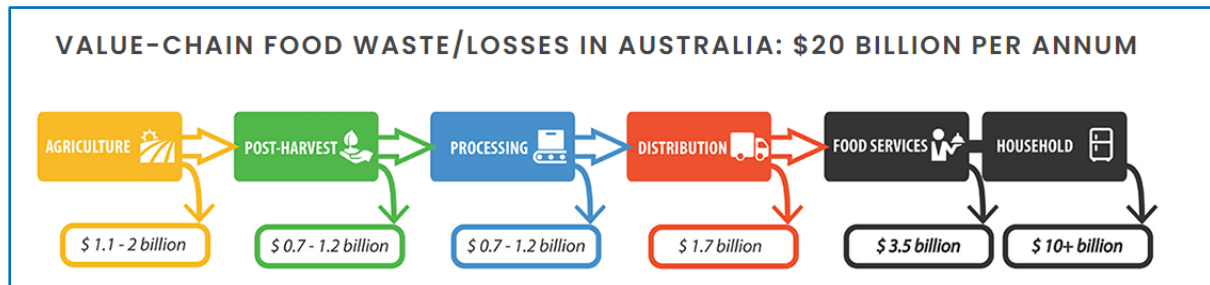 VALUE-CHAIN FOOD WASTE/LOSSES IN AUSTRALIA: $20 BILLION PER ANNUM
AGRICULTURE
POST-HARVEST
PROCESSING
DISTRIBUTION
FOOD SERVICES
HOUSEHOLD
$ 1.1 - 2 billion
$ 0.7 - 1.2 billion
$ 0.7 - 1.2 billion
$ 1.7 billion
$ 3.5 billion
$ 10+ billion